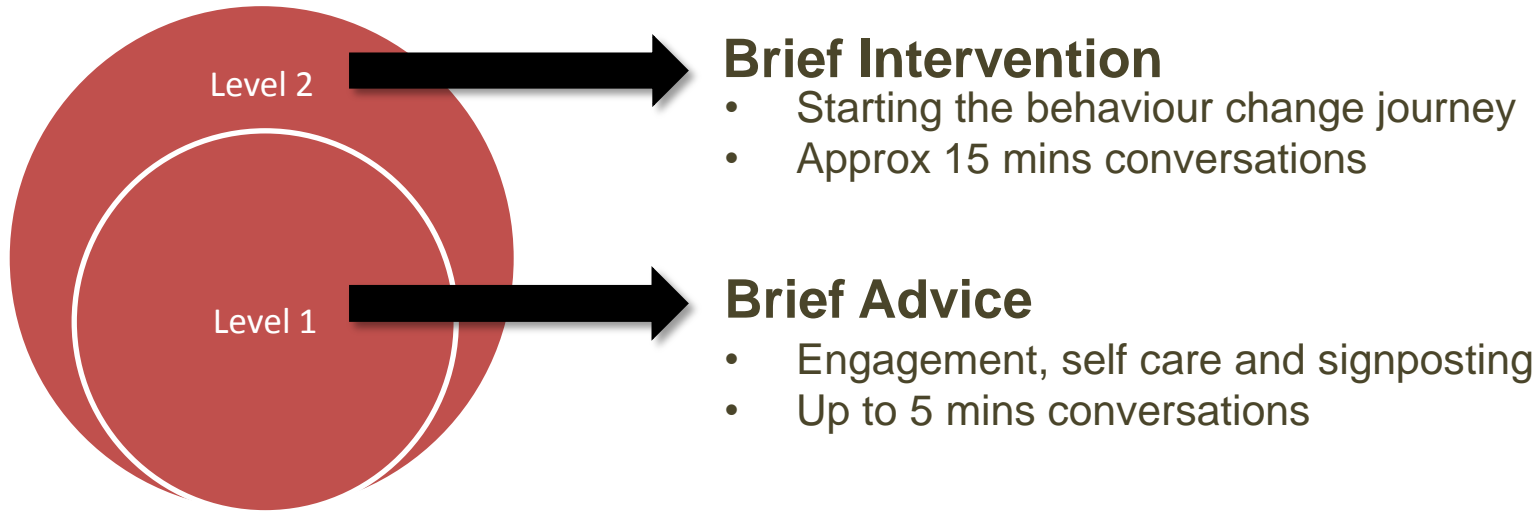 Level 2
Brief Intervention
• Starting the behaviour change journey
• Approx 15 mins conversations
Level 1
Brief Advice
• Engagement, self care and signposting
• Up to 5 mins conversations